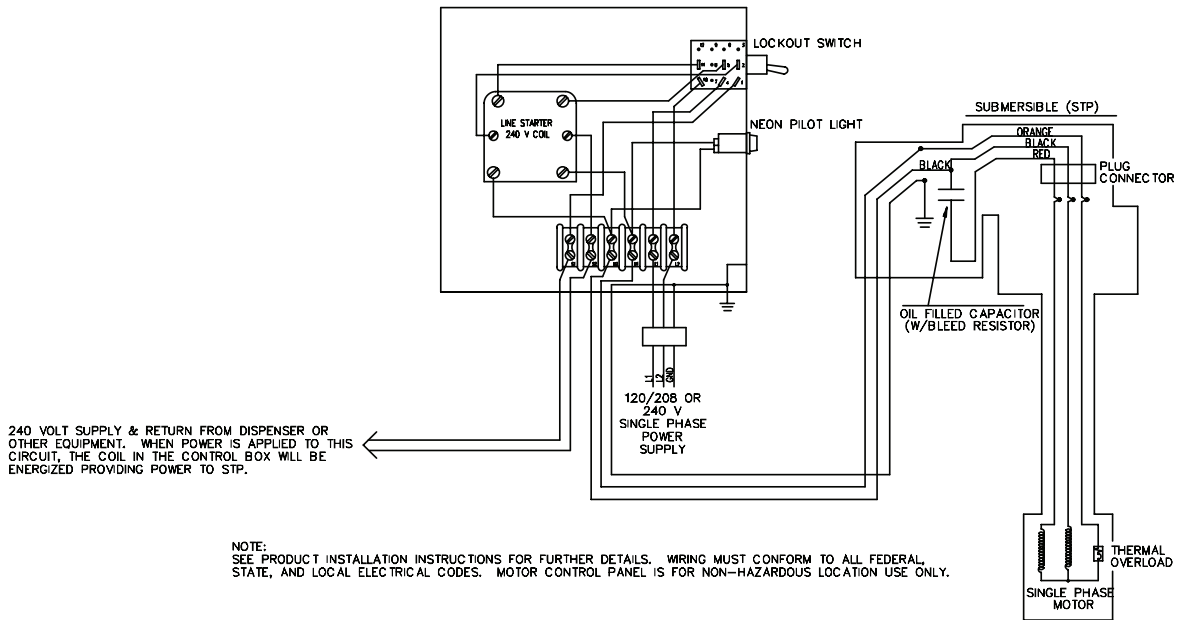 LOCKOUT SWITCH
LINE STARTER
240 V COIL
NEON PILOT LIGHT
SUBMERSIBLE (STP)
ORANGE
BLACK
RED
BLACK
PLUG
CONNECTOR
OIL FILLED CAPACITOR
(W/BLEED RESISTOR)
L1
L2
GND
120/208 OR
240 V
SINGLE PHASE
POWER
SUPPLY
240 VOLT SUPPLY & RETURN FROM DISPENSER OR
OTHER EQUIPMENT. WHEN POWER IS APPLIED TO THIS
CIRCUIT, THE COIL IN THE CONTROL BOX WILL BE
ENERGIZED PROVIDING POWER TO STP.
NOTE:
SEE PRODUCT INSTALLATION INSTRUCTIONS FOR FURTHER DETAILS. WIRING MUST CONFORM TO ALL FEDERAL,
STATE, AND LOCAL ELECTRICAL CODES. MOTOR CONTROL PANEL IS FOR NON-HAZARDOUS LOCATION USE ONLY.
THERMAL
OVERLOAD
SINGLE PHASE
MOTOR